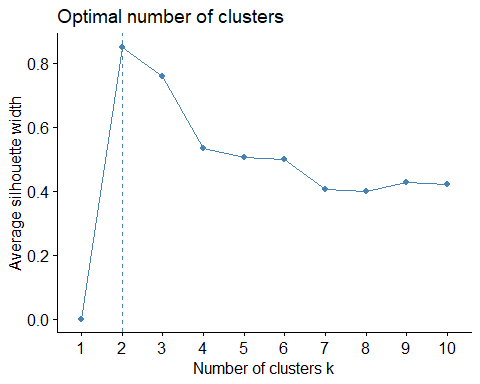 Optimal number of clusters
Average silhouette width
0.8
0.6
0.4
0.2
0.0
1 2 3 4 5 6 7 8 9 10
Number of clusters k